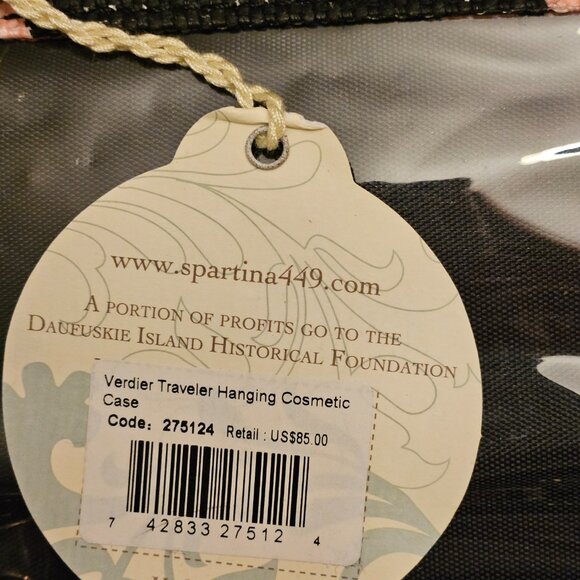 www.spartina449.com
A PORTION OF PROFITS GO TO THE
DAUFUSKIE ISLAND HISTORICAL FOUNDATION
Verdier Traveler Hanging Cosmetic
Case
Code: 275124 Retail : US$85.00
7 42833 27512 4